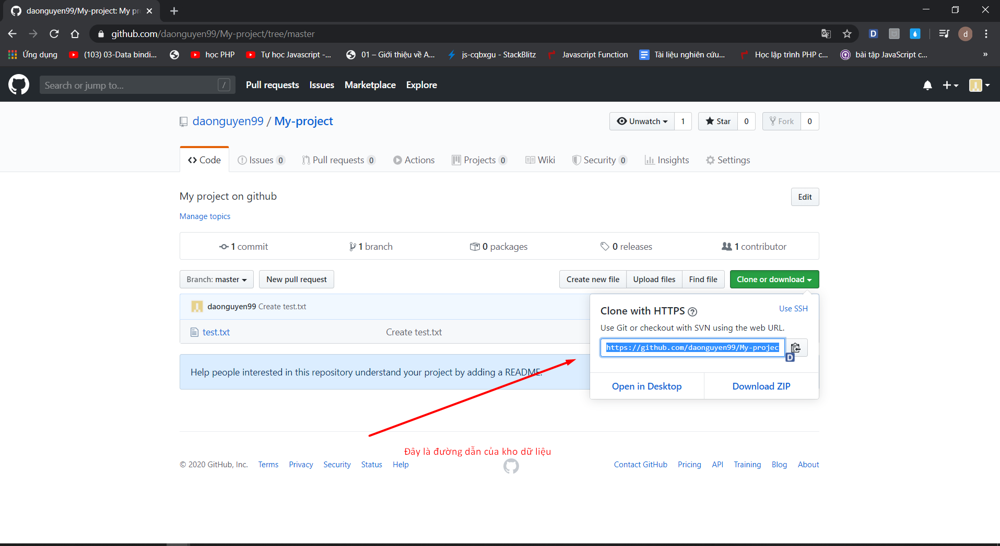 daonguyen99/My-project: My pr
github.com/daonguyen99/My-project/tree/master
d
Ứng dụng (103) 03-Data bindi... học PHP Tự học Javascript -... 01 – Giới thiệu về A... js-cqbxgu - StackBlitz Javascript Function Tài liệu nghiên cứu... Học lập trình PHP c... bài tập JavaScript c... »
Search or jump to... / Pull requests Issues Marketplace Explore
daonguyen99 / My-project Unwatch 1 Star 0 Fork 0
Code Issues 0 Pull requests 0 Actions Projects 0 Wiki Security 0 Insights Settings
My project on github Edit
Manage topics
1 commit 1 branch 0 packages 0 releases 1 contributor
Branch: master New pull request Create new file Upload files Find file Clone or download
daonguyen99 Create test.txt
test.txt Create test.txt
Clone with HTTPS Use SSH
Use Git or checkout with SVN using the web URL.
https://github.com/daonguyen99/My-projec
D
Open in Desktop Download ZIP
Help people interested in this repository understand your project by adding a README.
Đây là đường dẫn của kho dữ liệu
© 2020 GitHub, Inc. Terms Privacy Security Status Help Contact GitHub Pricing API Training Blog About